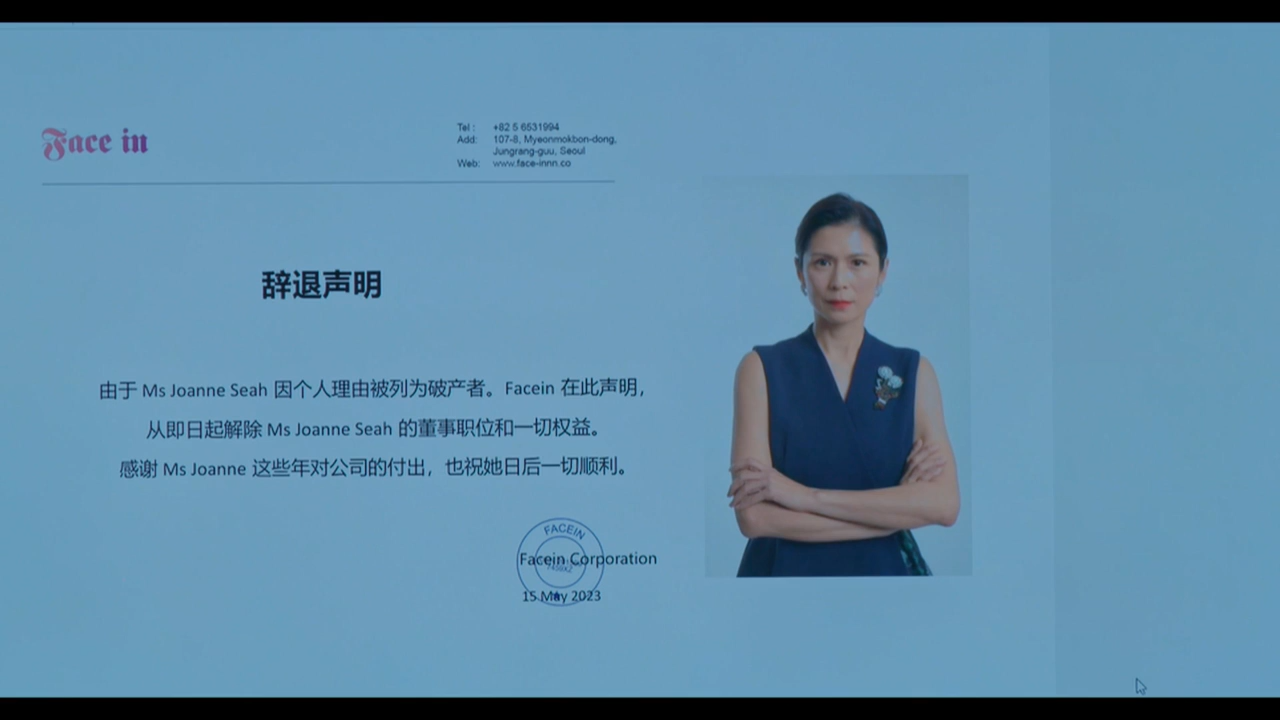 Face in
Tel : +82 5 6531994
Add: 107-8, Myeonmokbon-dong,
Jungrang-guu, Seoul
Web: www.face-innn.co
辞退声明
由于 Ms Joanne Seah 因个人理由被列为破产者。Facein 在此声明，
从即日起解除 Ms Joanne Seah 的董事职位和一切权益。
感谢 Ms Joanne 这些年对公司的付出，也祝她日后一切顺利。
FACEIN
Facein Corporation
15 May 2023